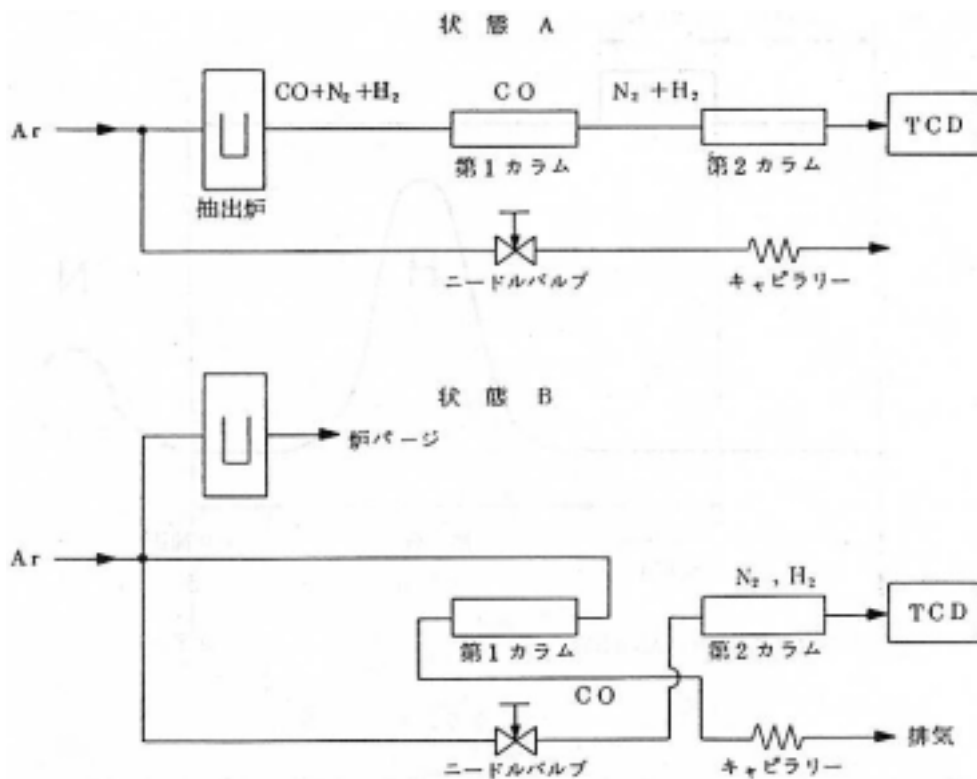 状態 A
Ar
CO+N₂+H₂
CO
N₂+H₂
TCD
抽出炉
第1カラム
第2カラム
ニードルバルブ
キャピラリー
状態 B
炉パージ
Ar
N₂,H₂
TCD
第1カラム
第2カラム
CO
ニードルバルブ
キャピラリー
排気